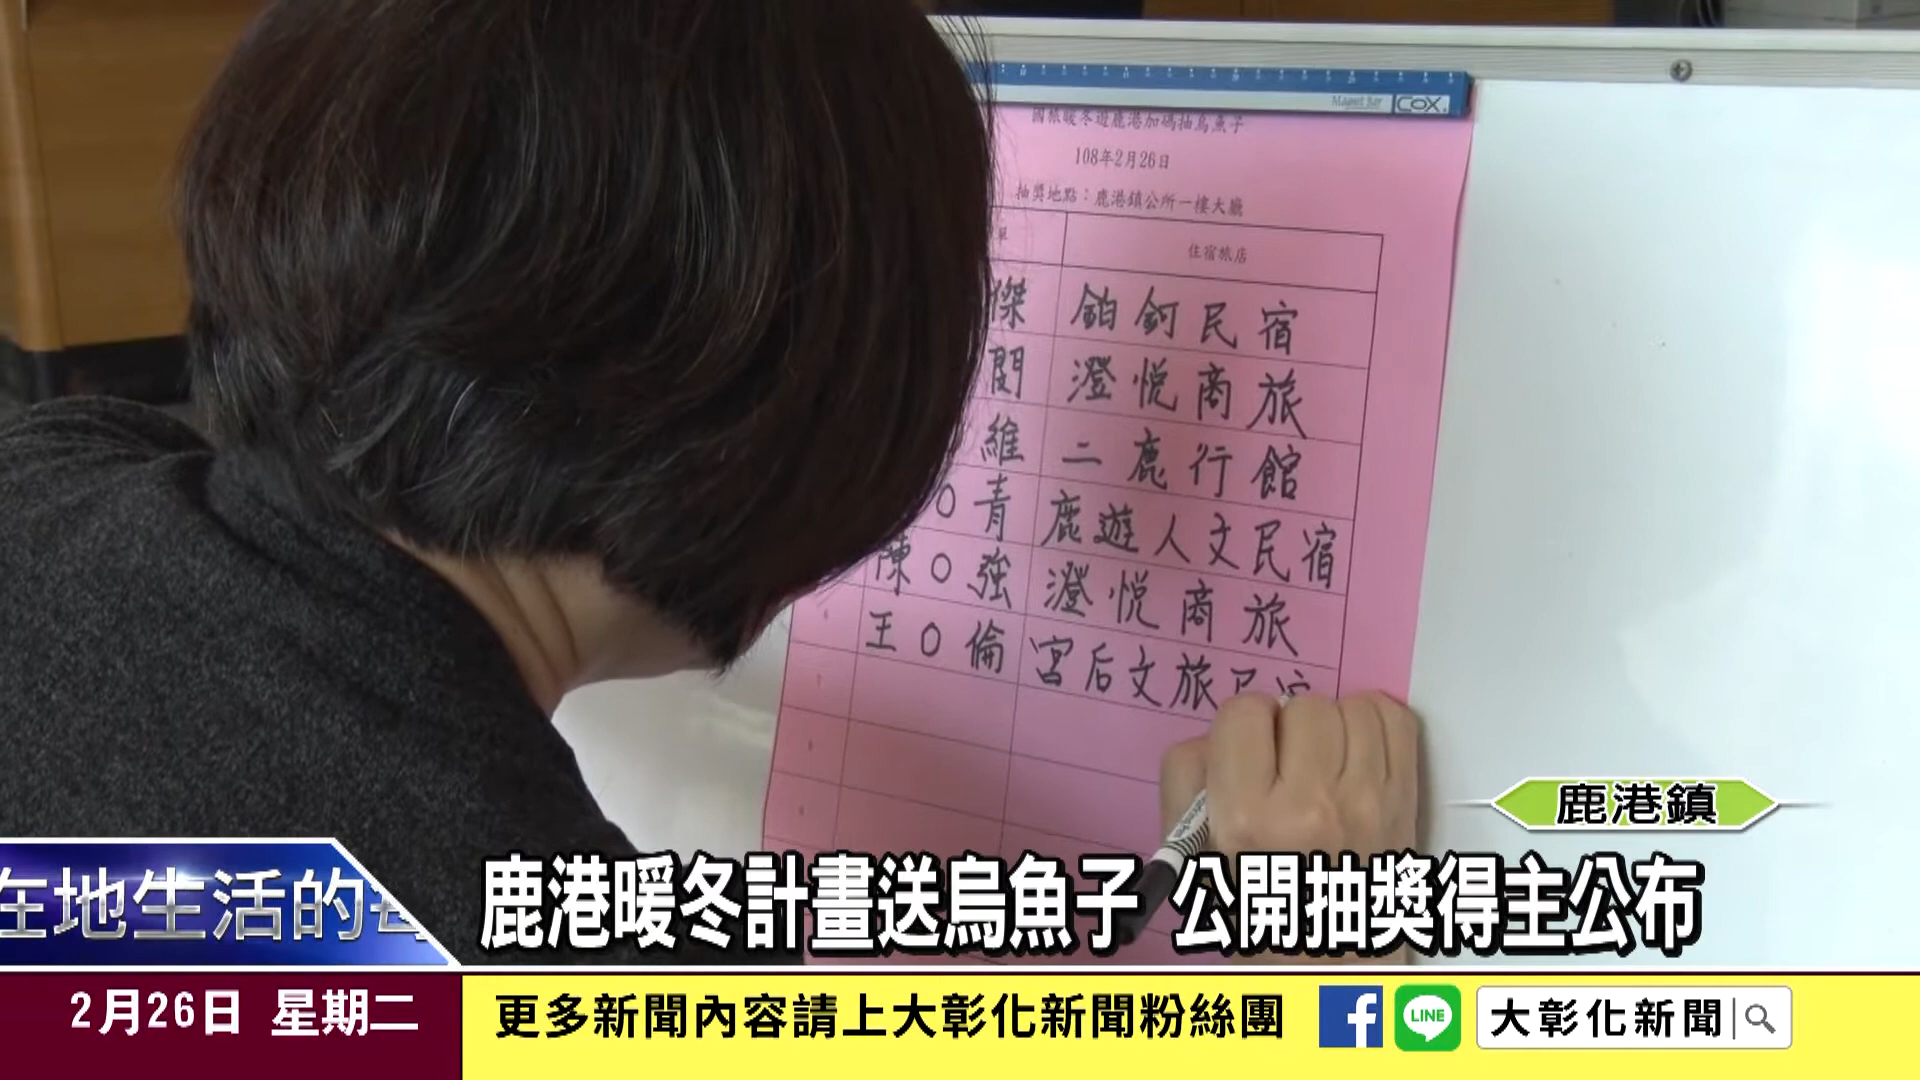 Magnet Bar COX
國旅暖冬遊鹿港加碼抽烏魚子
108年2月26日
抽獎地點：鹿港鎮公所一樓大廳
住宿旅店
傑 鉑鈳民宿
閔 澄悅商旅
維 二鹿行館
〇青 鹿遊人文民宿
陳〇強 澄悅商旅
王〇倫 宮后文旅民宿
鹿港鎮
在地生活的
鹿港暖冬計畫送烏魚子 公開抽獎得主公布
2月26日 星期二
更多新聞內容請上大彰化新聞粉絲團
LINE
大彰化新聞